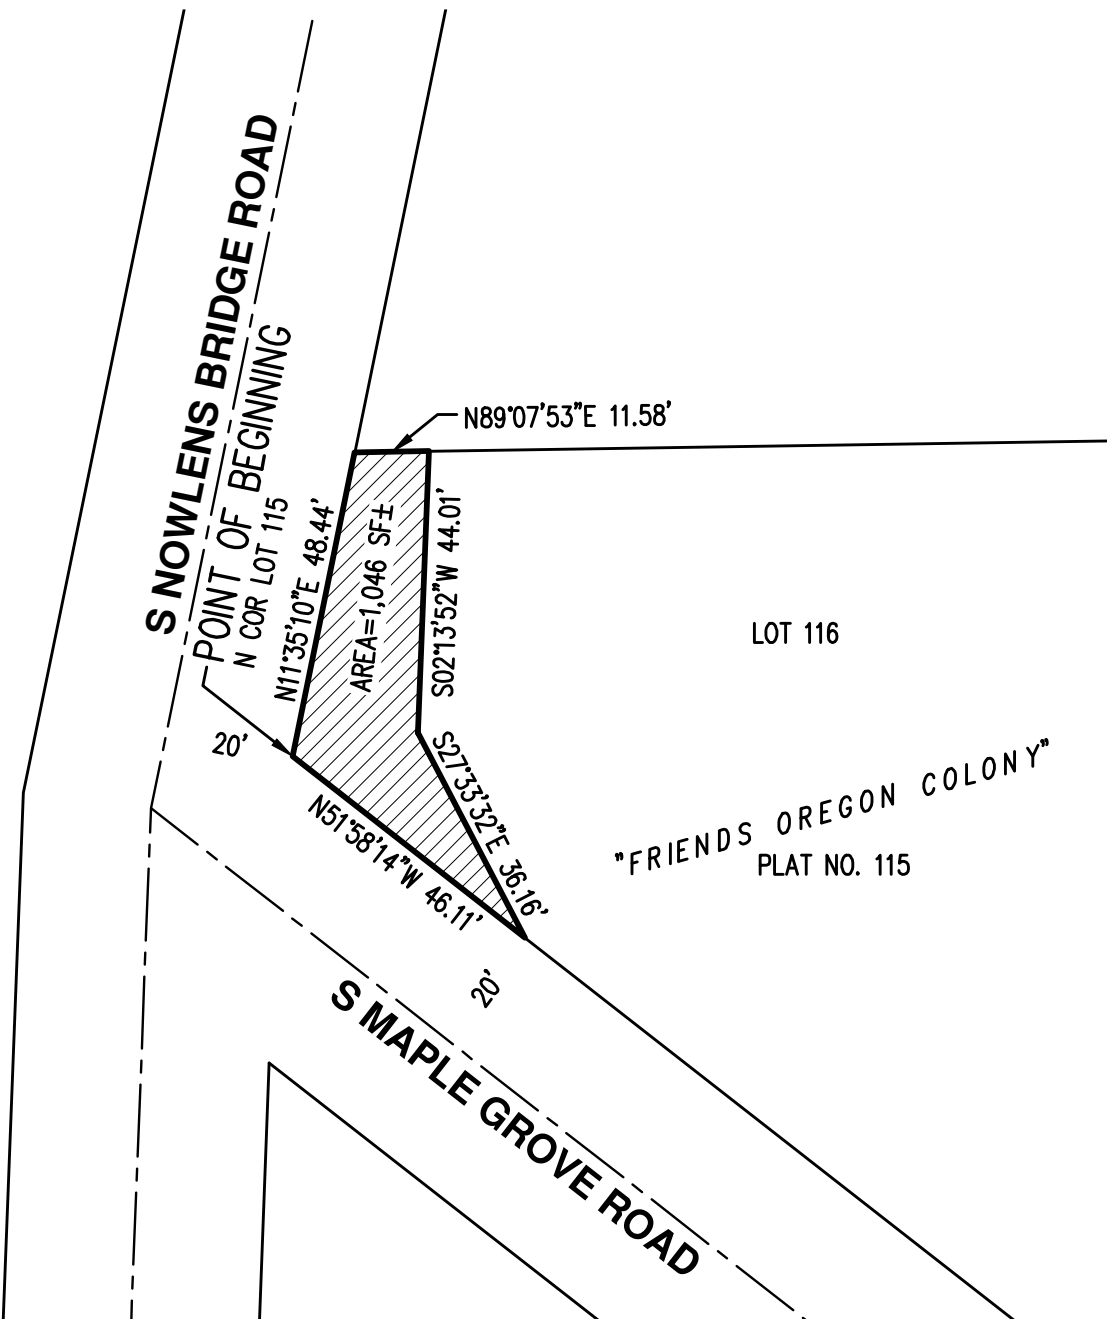 S NOWLENS BRIDGE ROAD
POINT OF BEGINNING
N COR LOT 115
N89°07'53"E 11.58'
N11°35'10"E 48.44'
AREA=1,046 SF±
S02°13'52"W 44.01'
LOT 116
20'
S27°33'32"E 36.16'
N51°58'14"W 46.11'
"FRIENDS OREGON COLONY"
PLAT NO. 115
20'
S MAPLE GROVE ROAD